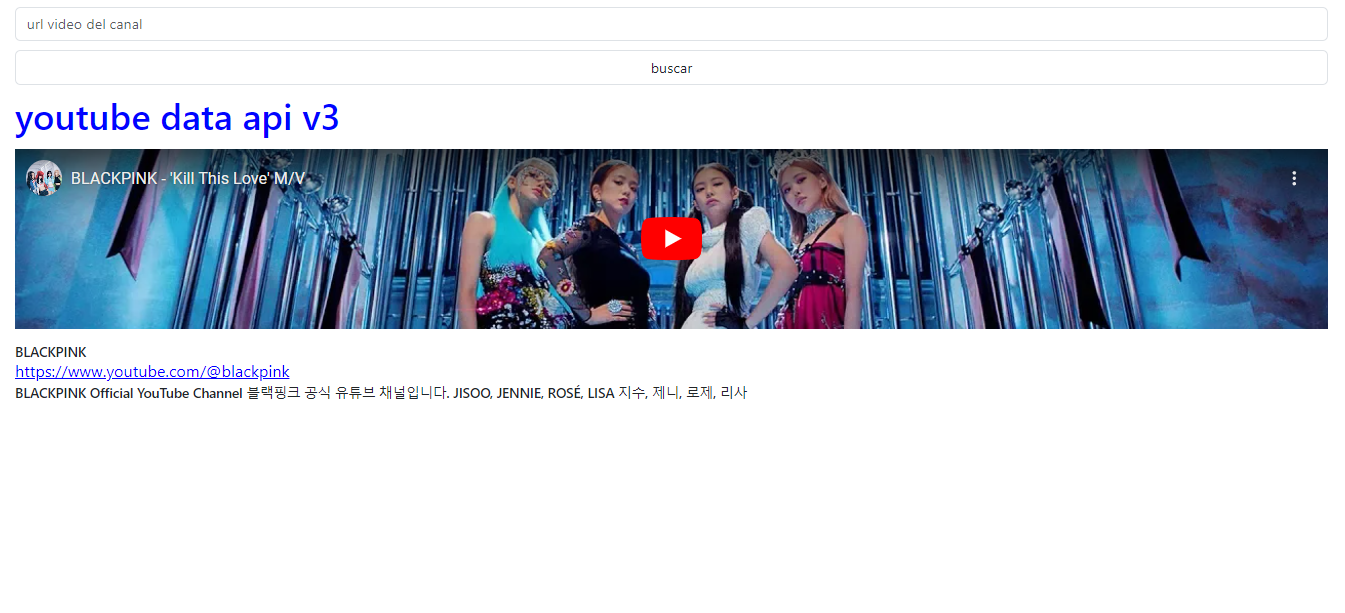 url video del canal
buscar
youtube data api v3
BLACKPINK - 'Kill This Love' M/V
BLACKPINK
https://www.youtube.com/@blackpink
BLACKPINK Official YouTube Channel 블랙핑크 공식 유튜브 채널입니다. JISOO, JENNIE, ROSÉ, LISA 지수, 제니, 로제, 리사